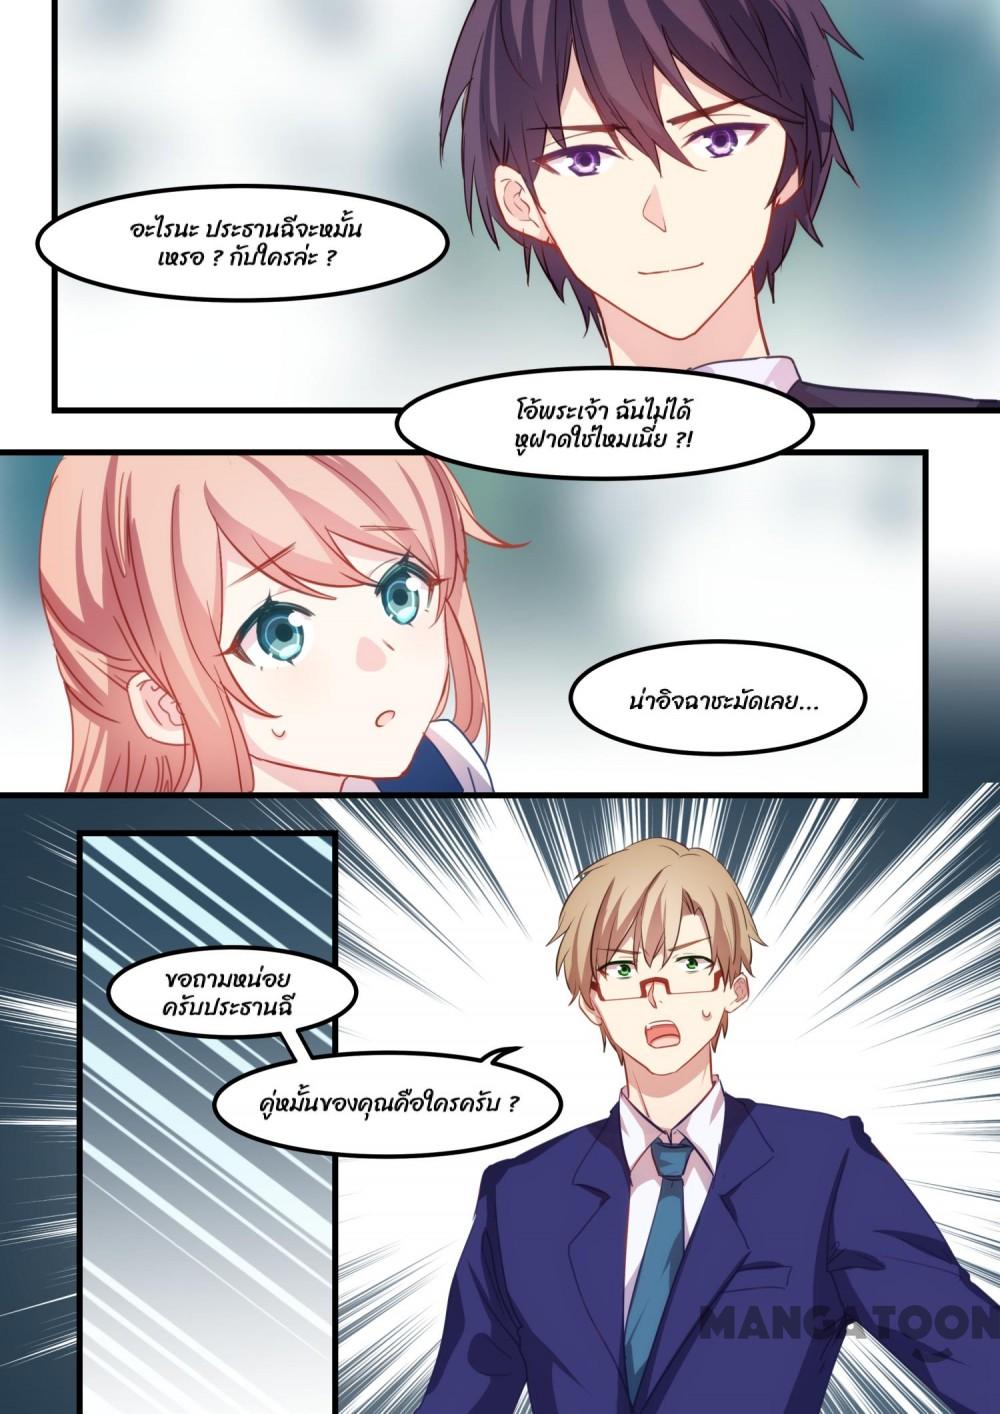 อะไรนะ ประธานฉีจะหมั้น
เหรอ ? กับใครล่ะ ?
โอ้พระเจ้า ฉันไม่ได้
หูฝาดใช่ไหมเนี่ย ?!
น่าอิจฉาชะมัดเลย...
ขอถามหน่อย
ครับประธานฉี
คู่หมั้นของคุณคือใครครับ ?
MANGATOON